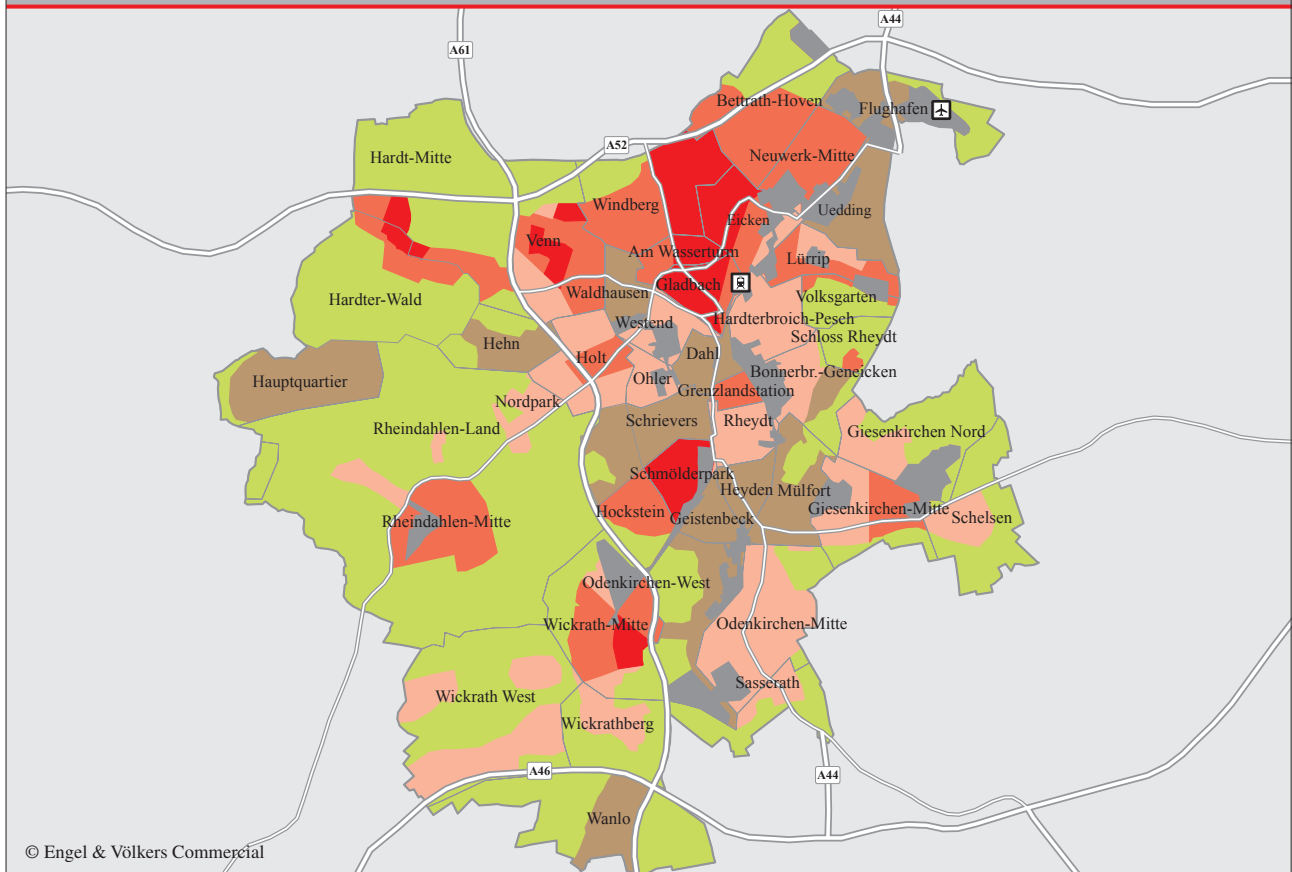 A44
A61
Bettrath-Hoven
Flughafen
A52
Hardt-Mitte
Neuwerk-Mitte
Windberg
Uedding
Eicken
Venn
Am Wasserturm
Lürrip
Gladbach
Waldhausen
Volksgarten
Hardter-Wald
Westend
Hardterbroich-Pesch
Schloss Rheydt
Hehn
Dahl
Holt
Bonnerbr.-Geneicken
Hauptquartier
Ohler
Grenzlandstation
Nordpark
Schrievers
Rheydt
Rheindahlen-Land
Giesenkirchen Nord
Schmölderpark
Heyden
Mülfort
Hockstein
Geistenbeck
Giesenkirchen-Mitte
Schelsen
Rheindahlen-Mitte
Odenkirchen-West
Wickrath-Mitte
Odenkirchen-Mitte
Sasserath
Wickrath West
Wickrathberg
A46
A44
Wanlo
© Engel & Völkers Commercial